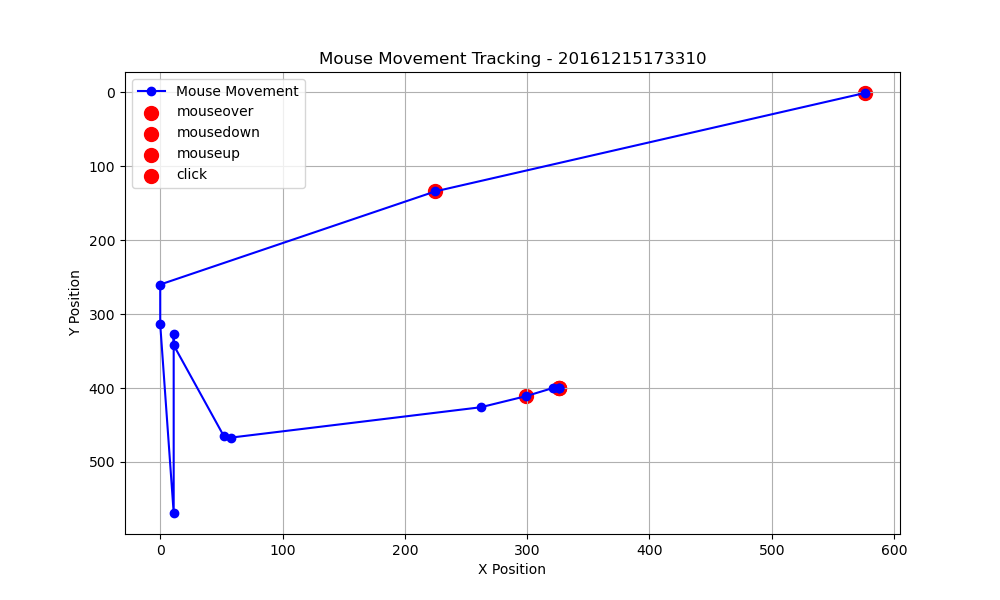 Mouse Movement Tracking - 20161215173310
Mouse Movement
mouseover
mousedown
mouseup
click
0
100
200
300
400
500
Y Position
0 100 200 300 400 500 600
X Position